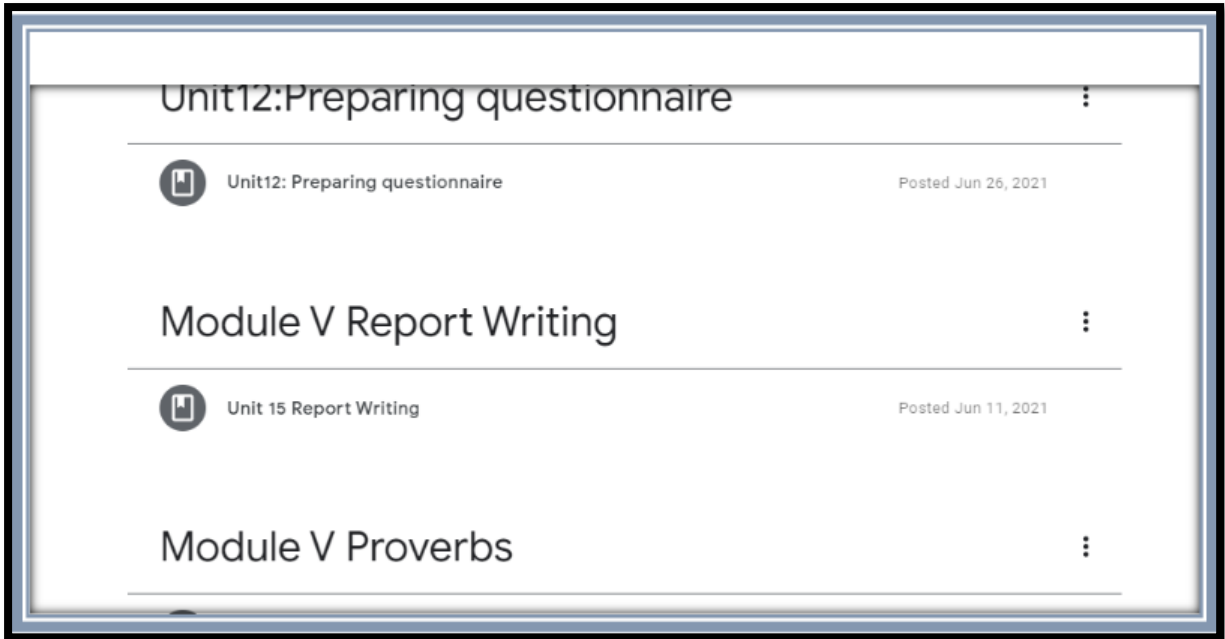 Unit12:Preparing questionnaire
Unit12: Preparing questionnaire Posted Jun 26, 2021
Module V Report Writing
Unit 15 Report Writing Posted Jun 11, 2021
Module V Proverbs